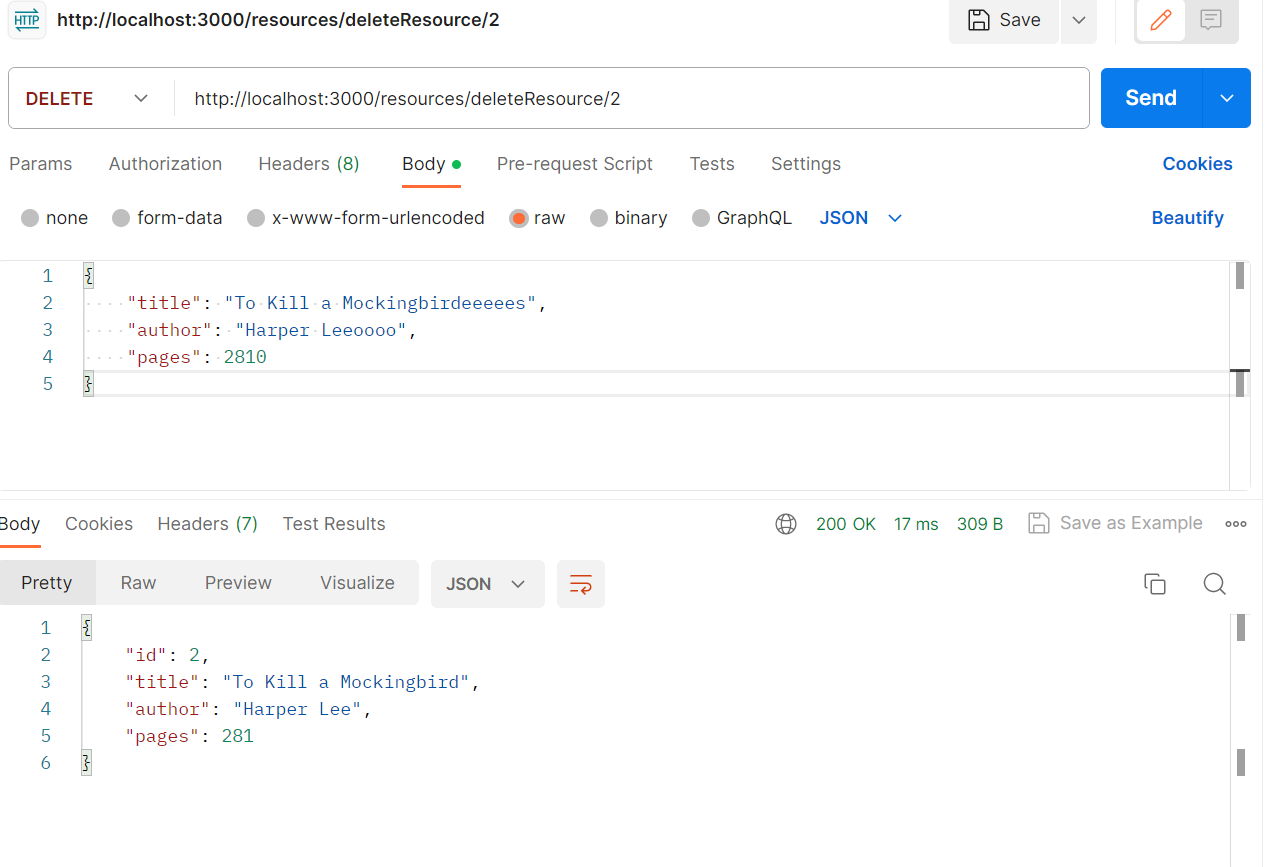 HTTP http://localhost:3000/resources/deleteResource/2 Save
DELETE http://localhost:3000/resources/deleteResource/2 Send
Params Authorization Headers (8) Body Pre-request Script Tests Settings Cookies
none form-data x-www-form-urlencoded raw binary GraphQL JSON Beautify
1 {
2 "title": "To Kill a Mockingbirdeeeees",
3 "author": "Harper Leeoooo",
4 "pages": 2810
5 }
Body Cookies Headers (7) Test Results 200 OK 17 ms 309 B Save as Example
Pretty Raw Preview Visualize JSON
1 {
2 "id": 2,
3 "title": "To Kill a Mockingbird",
4 "author": "Harper Lee",
5 "pages": 281
6 }